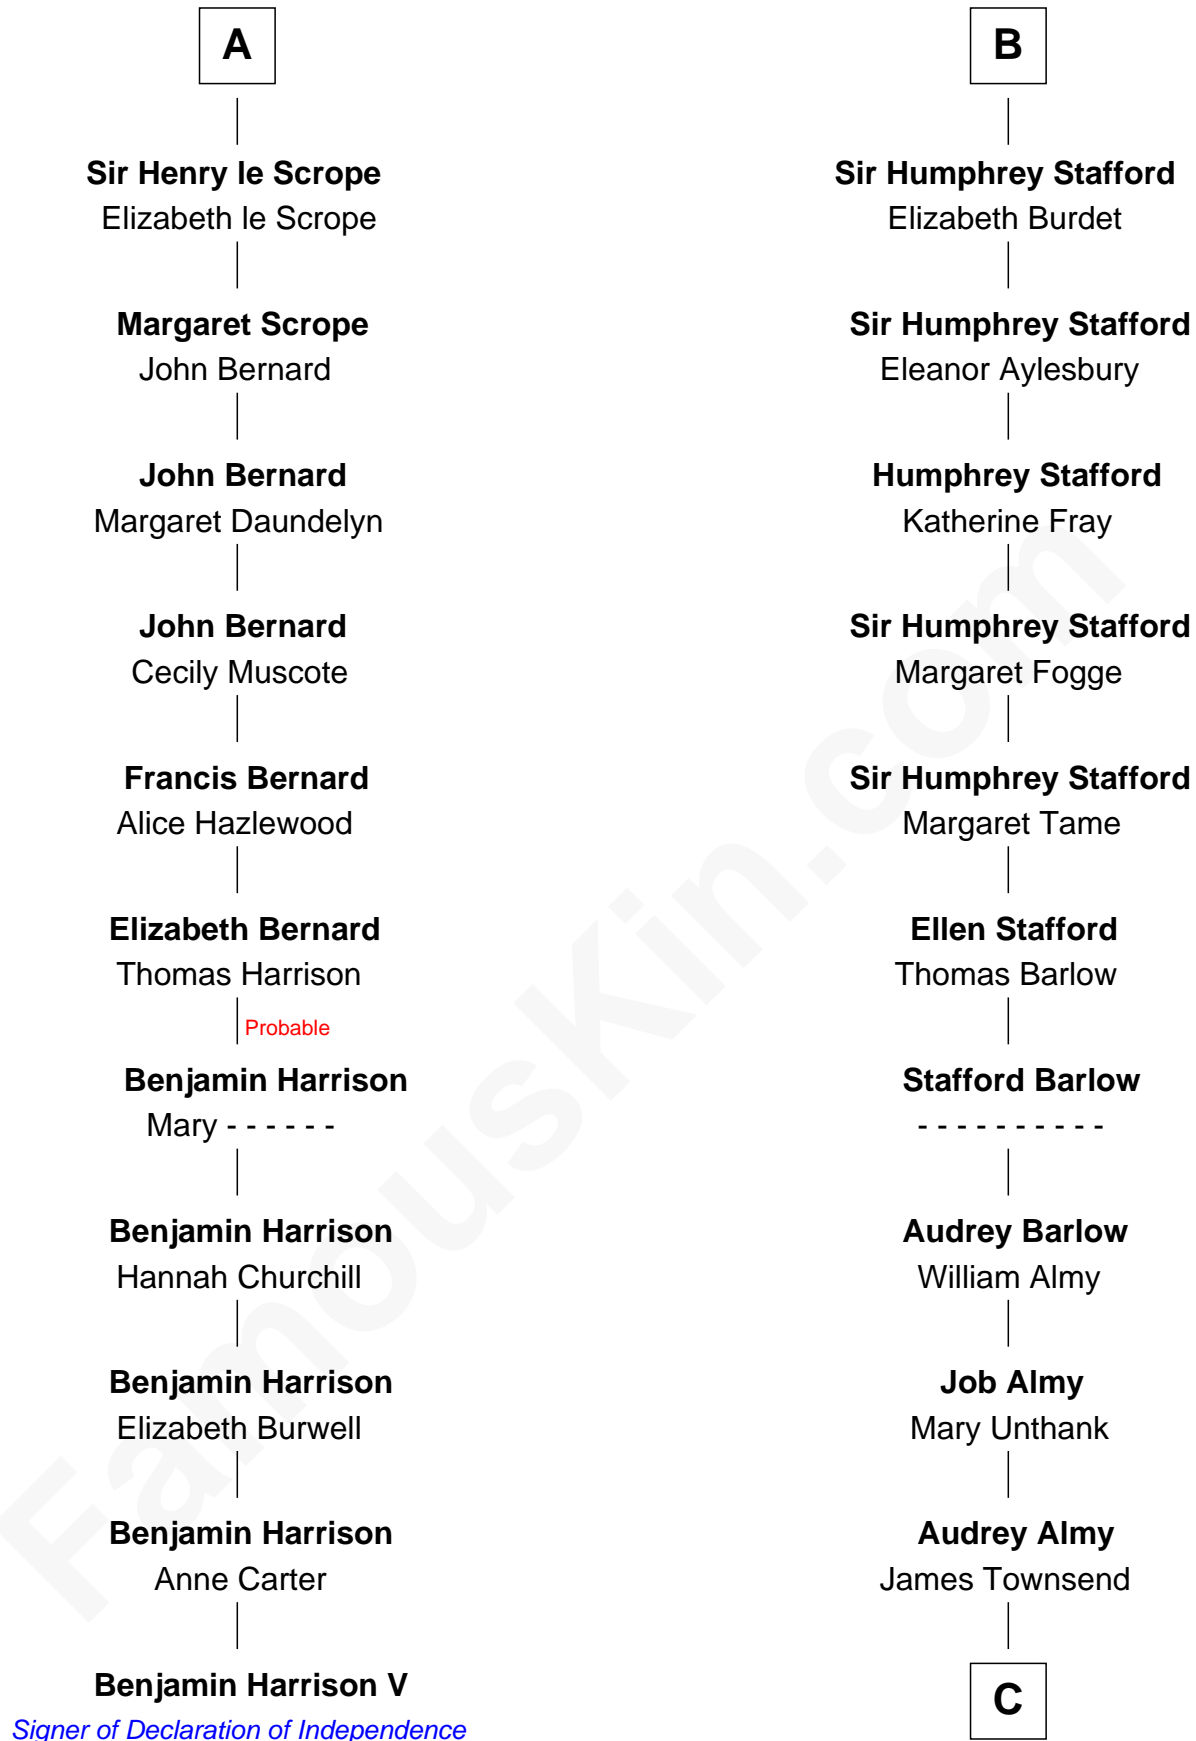 A
Sir Henry le Scrope
Elizabeth le Scrope
Margaret Scrope
John Bernard
John Bernard
Margaret Daundelyn
John Bernard
Cecily Muscote
Francis Bernard
Alice Hazlewood
Elizabeth Bernard
Thomas Harrison
Probable
Benjamin Harrison
Mary - - - - - -
Benjamin Harrison
Hannah Churchill
Benjamin Harrison
Elizabeth Burwell
Benjamin Harrison
Anne Carter
Benjamin Harrison V
Signer of Declaration of Independence
B
Sir Humphrey Stafford
Elizabeth Burdet
Sir Humphrey Stafford
Eleanor Aylesbury
Humphrey Stafford
Katherine Fray
Sir Humphrey Stafford
Margaret Fogge
Sir Humphrey Stafford
Margaret Tame
Ellen Stafford
Thomas Barlow
Stafford Barlow
- - - - - - - - - -
Audrey Barlow
William Almy
Job Almy
Mary Unthank
Audrey Almy
James Townsend
C
FamousKin.com